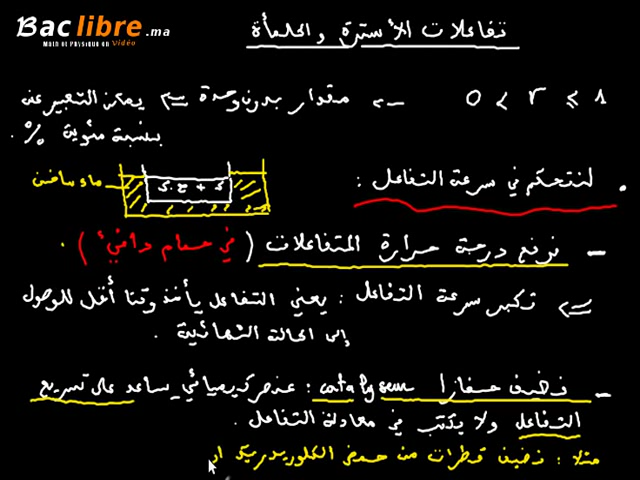 Baclibre.ma
Math et Physique en Vidéo
تفاعلات الأسترة والحلمأة
0 < r ≤ 1 → مقدار بدون وحدة ⇐ يمكن التعبير عنه
بنسبة مئوية % .
• لنتحكم في سرعة التفاعل :
ماء ساخن
– نرفع درجة حرارة المتفاعلات ( في حمام دافئ ) .
⇐ تكبر سرعة التفاعل : يعني التفاعل يأخذ وقتا أقل للوصول
إلى الحالة النهائية .
– نضيف حفازا catalyseur : عنصر كيميائي يساعد على تسريع
التفاعل ولا يكتب في معادلة التفاعل .
مثلا : نضيف قطرات من حمض الكلوريدريك أ